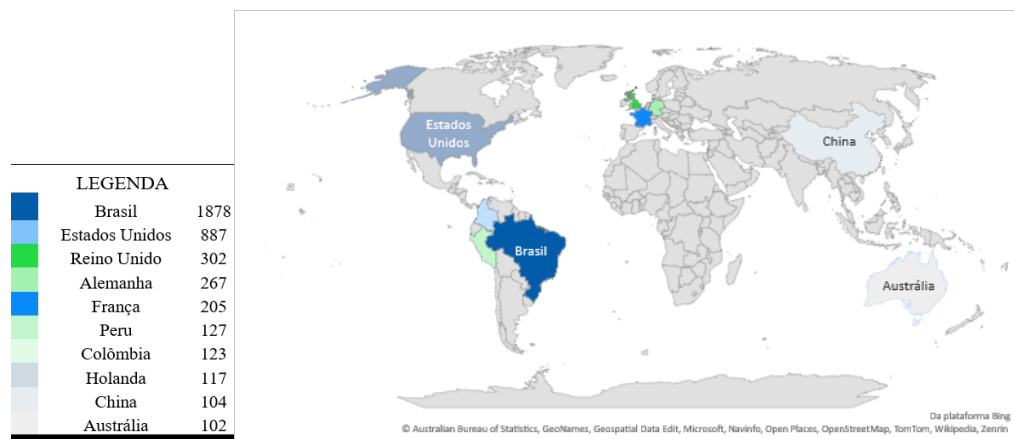 LEGENDA
Brasil 1878
Estados Unidos 887
Reino Unido 302
Alemanha 267
França 205
Peru 127
Colômbia 123
Holanda 117
China 104
Austrália 102
Estados
Unidos
China
Brasil
Austrália
Da plataforma Bing
© Australian Bureau of Statistics, GeoNames, Geospatial Data Edit, Microsoft, Navinfo, Open Places, OpenStreetMap, TomTom, Wikipedia, Zenrin